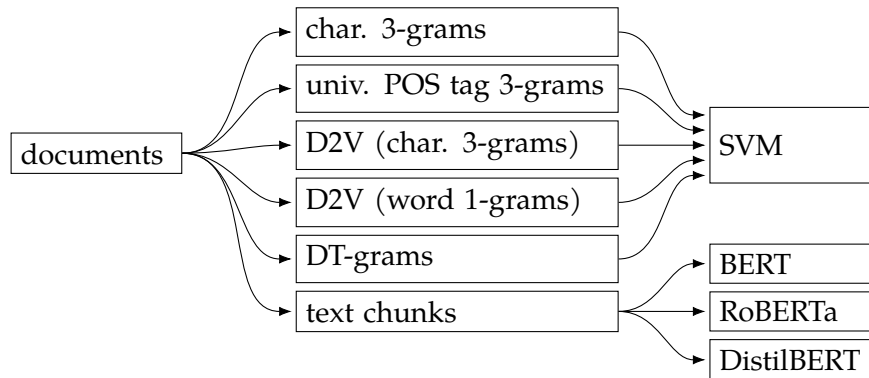 documents
char. 3-grams
univ. POS tag 3-grams
D2V (char. 3-grams)
D2V (word 1-grams)
DT-grams
text chunks
SVM
BERT
RoBERTa
DistilBERT